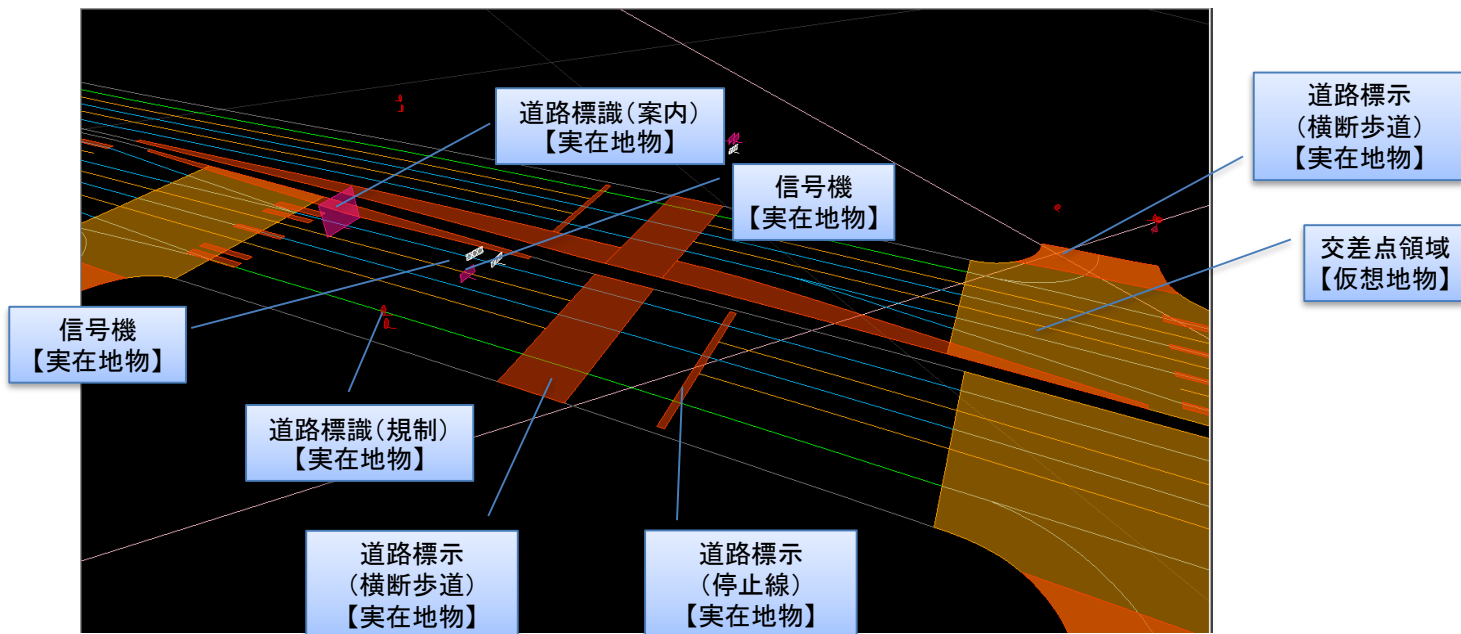 道路標識(案内)
【実在地物】
信号機
【実在地物】
道路標示
(横断歩道)
【実在地物】
交差点領域
【仮想地物】
信号機
【実在地物】
道路標識(規制)
【実在地物】
道路標示
(横断歩道)
【実在地物】
道路標示
(停止線)
【実在地物】